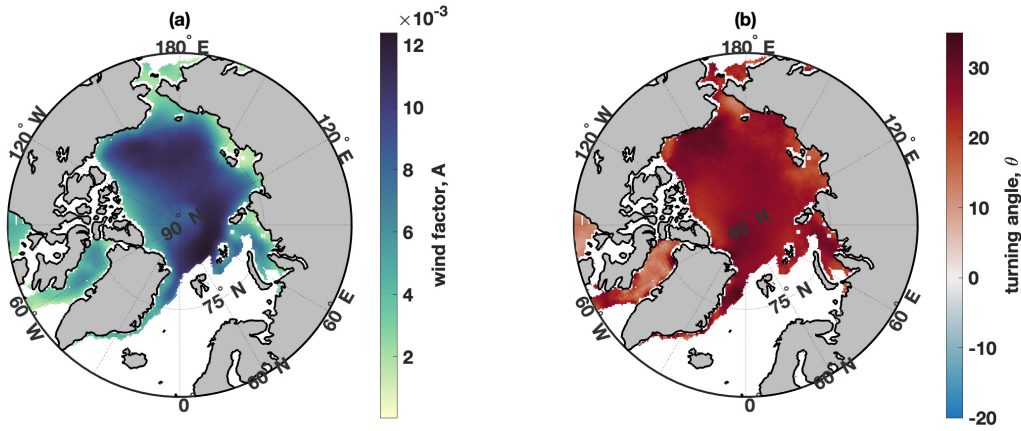 (a)
×10⁻³
180° E
120° W
120° E
90° N
75° N
60° W
60° E
60° N
0
12
10
8
6
4
2
wind factor, A
(b)
180° E
120° W
120° E
90° N
75° N
60° W
60° E
60° N
0
30
20
10
0
-10
-20
turning angle, θ